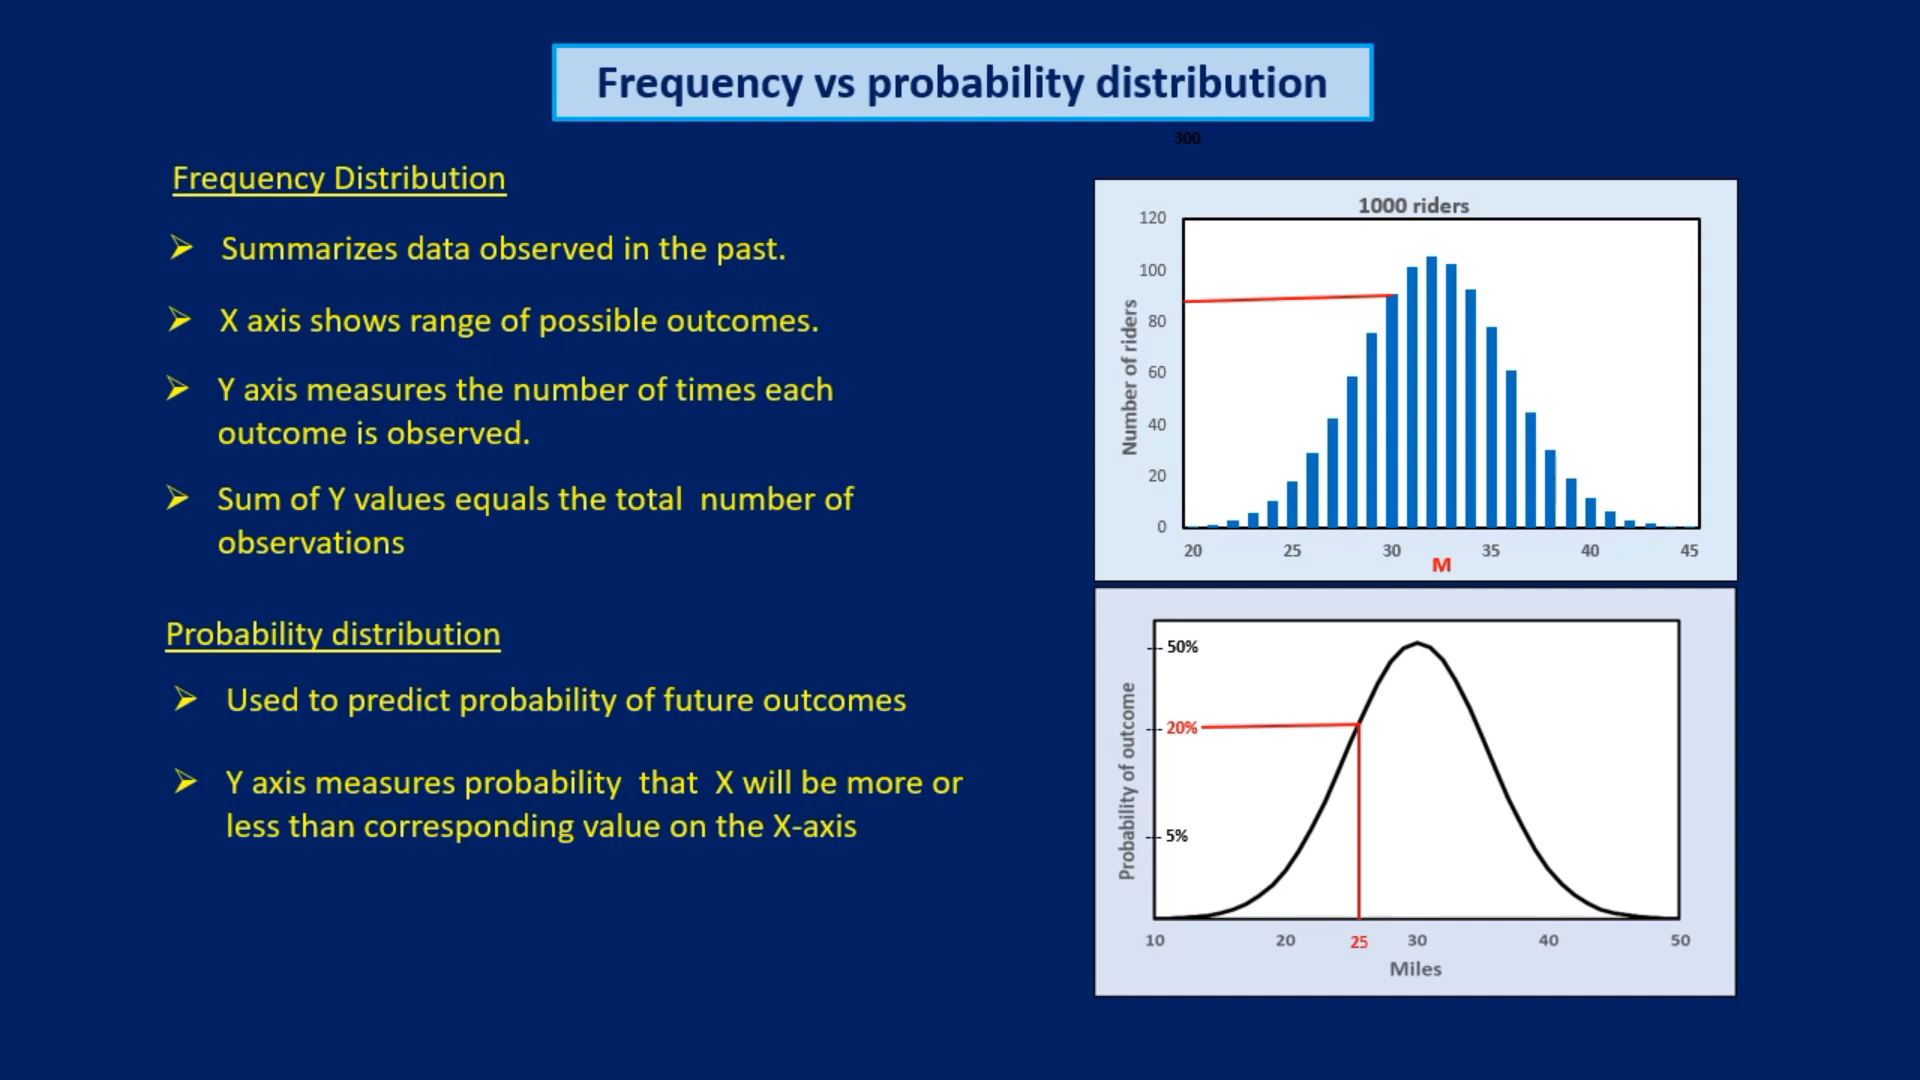 Frequency vs probability distribution
300
Frequency Distribution
Summarizes data observed in the past.
X axis shows range of possible outcomes.
Y axis measures the number of times each
outcome is observed.
Sum of Y values equals the total number of
observations
Probability distribution
Used to predict probability of future outcomes
Y axis measures probability that X will be more or
less than corresponding value on the X-axis
1000 riders
Number of riders
120
100
80
60
40
20
0
20 25 30 35 40 45
M
Probability of outcome
50%
20%
5%
10 20 25 30 40 50
Miles